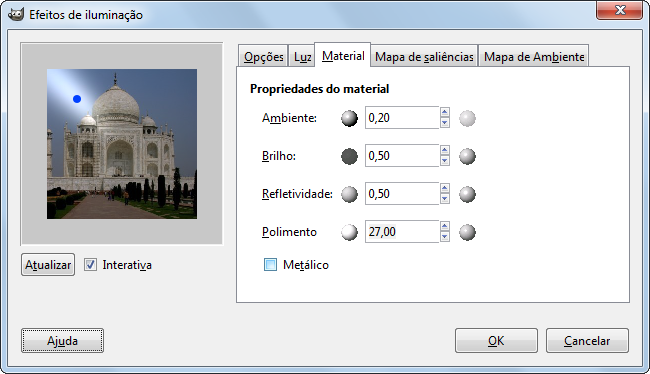 Efeitos de iluminação
Opções Luz Material Mapa de saliências Mapa de Ambiente
Propriedades do material
Ambiente: 0,20
Brilho: 0,50
Refletividade: 0,50
Polimento 27,00
Metálico
Atualizar Interativa
Ajuda OK Cancelar